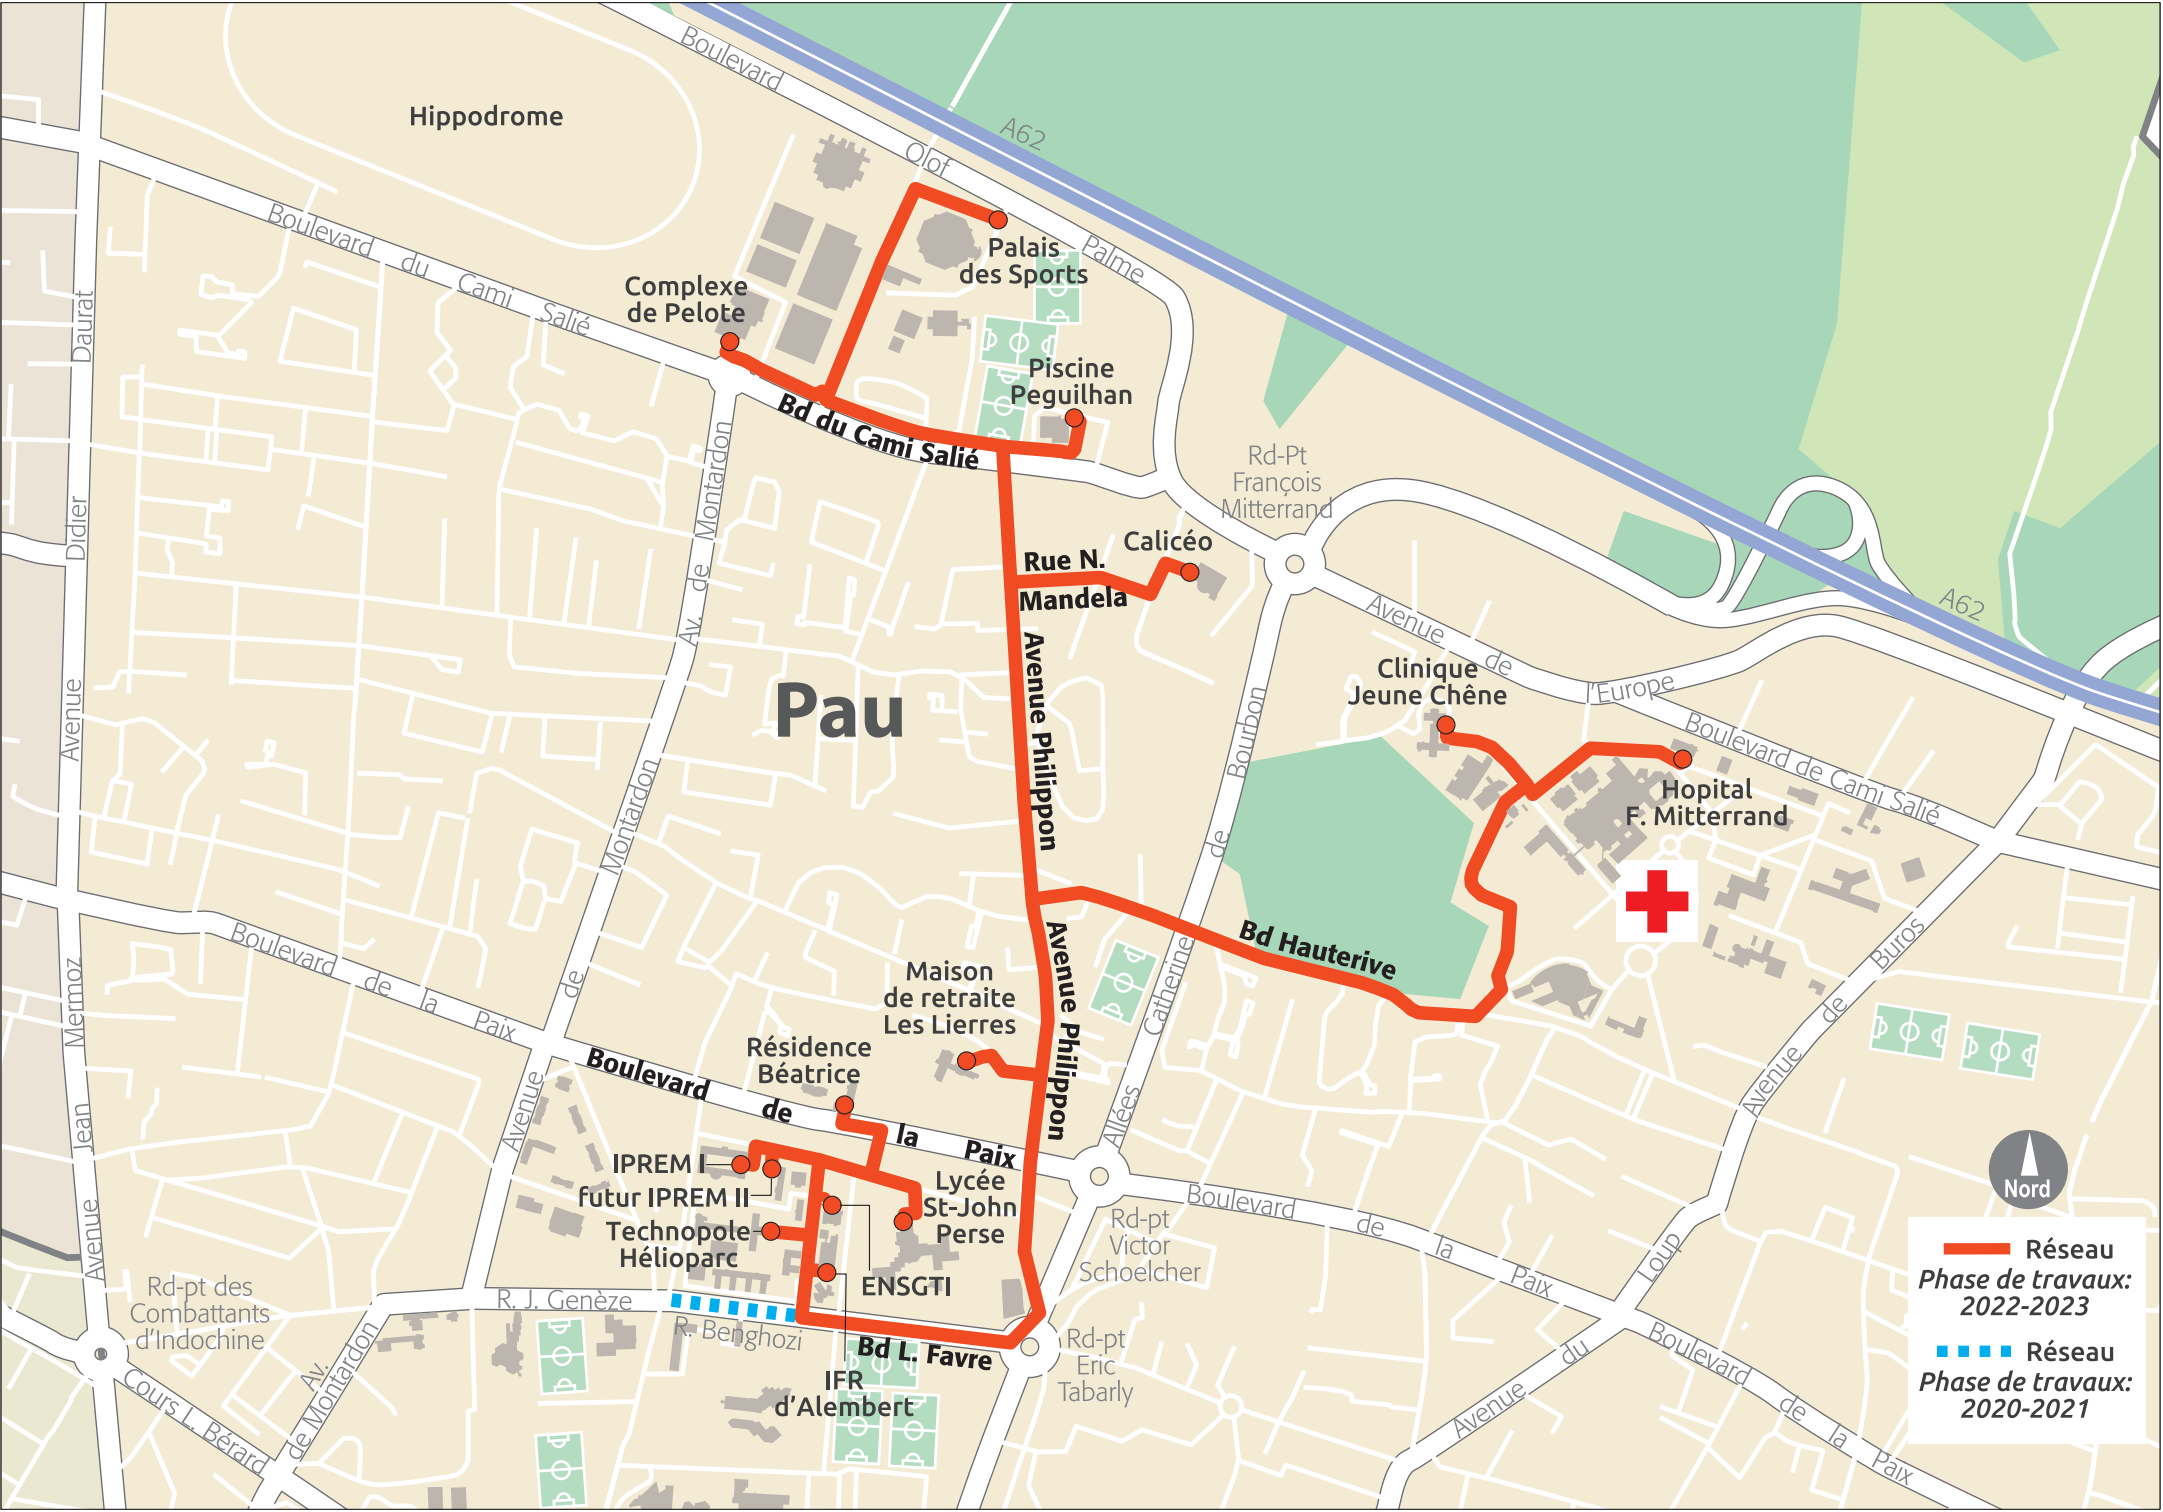 Boulevard
Olof
Palme
A62
Hippodrome
Boulevard
du
Cami
Salié
Daurat
Didier
Avenue
Mermoz
Jean
Avenue
Complexe
de Pelote
Palais
des Sports
Piscine
Peguilhan
Bd du Cami Salié
Av. de Montardon
Rd-Pt
François
Mitterrand
Calicéo
Rue N.
Mandela
A62
Avenue
de
l'Europe
Clinique
Jeune Chêne
Boulevard de Cami Salié
Hopital
F. Mitterrand
Pau
Avenue Philippon
Bourbon
de
Catherine
Allées
Montardon
de
Avenue
Bd Hauterive
Avenue Philippon
Boulevard
de
la
Paix
Maison
de retraite
Les Lierres
Résidence
Béatrice
Boulevard
de
la
Paix
Buros
de
Avenue
Loup
du
Avenue
IPREM I
futur IPREM II
Technopole
Hélioparc
Lycée
St-John
Perse
ENSGTI
IFR
d'Alembert
Rd-pt
Victor
Schoelcher
Boulevard
de
la
Paix
Boulevard
de
la
Paix
Rd-pt des
Combattants
d'Indochine
R. J. Genèze
R. Benghozi
Bd L. Favre
Rd-pt
Eric
Tabarly
Av.
de Montardon
Cours L. Bérard
Nord
Réseau
Phase de travaux:
2022-2023
Réseau
Phase de travaux:
2020-2021